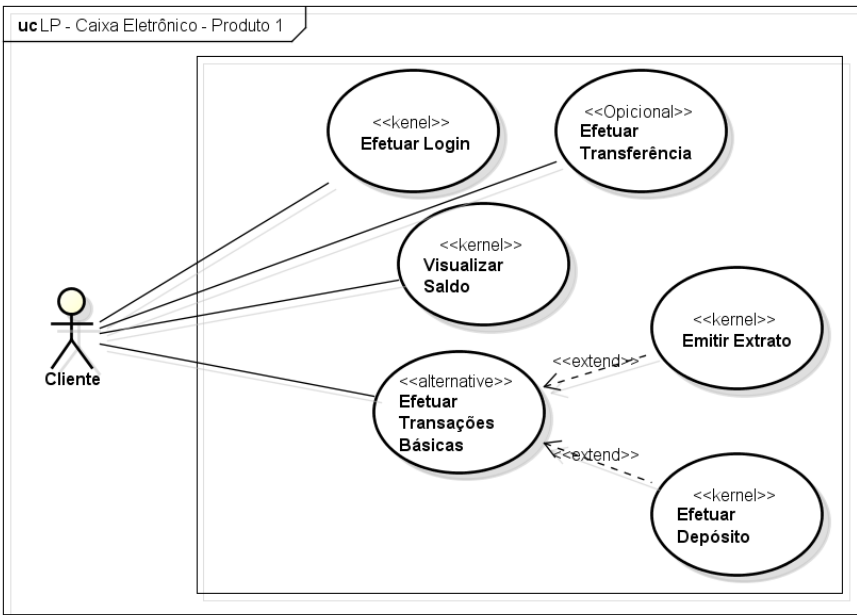 uc LP - Caixa Eletrônico - Produto 1
<<kenel>>
Efetuar Login
<<Opicional>>
Efetuar
Transferência
<<kernel>>
Visualizar
Saldo
Cliente
<<alternative>>
Efetuar
Transações
Básicas
<<extend>>
<<kernel>>
Emitir Extrato
<<extend>>
<<kernel>>
Efetuar
Depósito